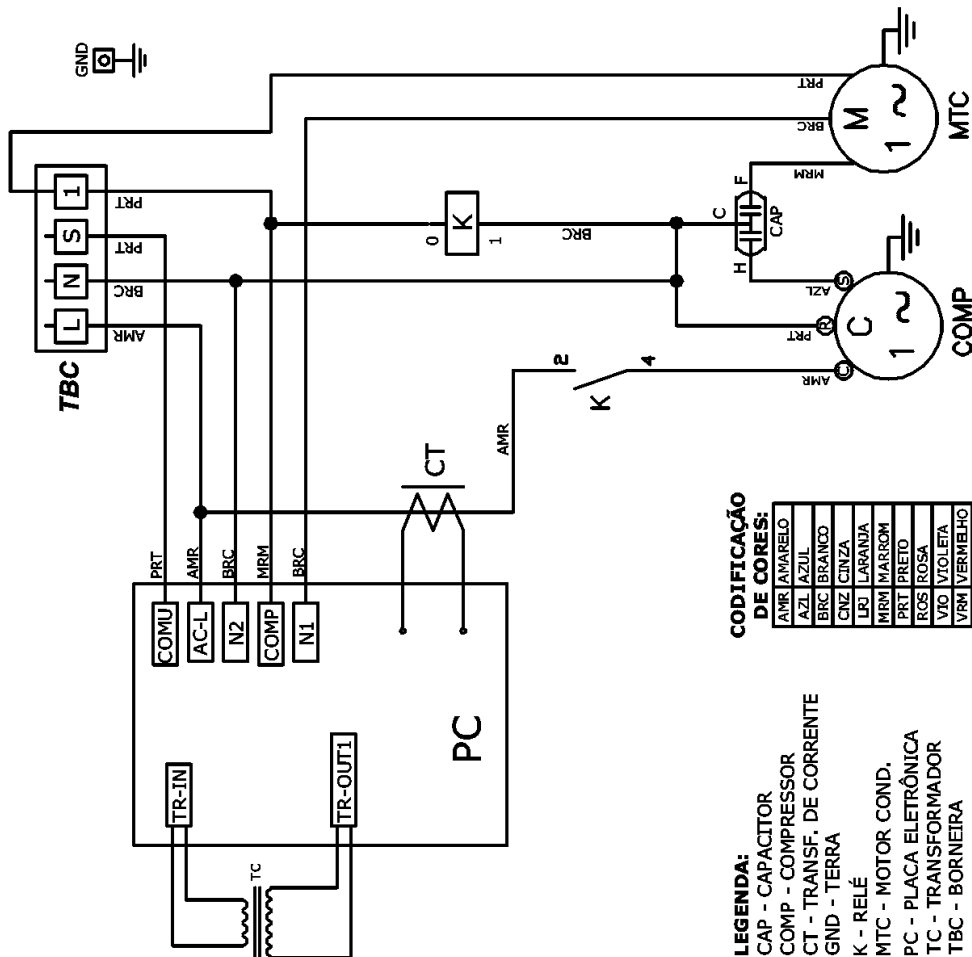 GND
TBC
L
N
S
1
AMR
BRC
PRT
PRT
COMU
AC-L
N2
COMP
N1
PRT
AMR
BRC
MRM
BRC
TR-IN
TR-OUT1
TC
PC
CT
AMR
K
0
1
BRC
2
4
K
C
H
F
CAP
AZL
MRM
BRC
PRT
AMR
PRT
C
R
S
C
1 ~
COMP
M
1 ~
MTC
LEGENDA:
CAP - CAPACITOR
COMP - COMPRESSOR
CT - TRANSF. DE CORRENTE
GND - TERRA
K - RELÉ
MTC - MOTOR COND.
PC - PLACA ELETRÔNICA
TC - TRANSFORMADOR
TBC - BORNEIRA
CODIFICAÇÃO
DE CORES:
AMR AMARELO
AZL AZUL
BRC BRANCO
CNZ CINZA
LRJ LARANJA
MRM MARROM
PRT PRETO
ROS ROSA
VIO VIOLETA
VRM VERMELHO